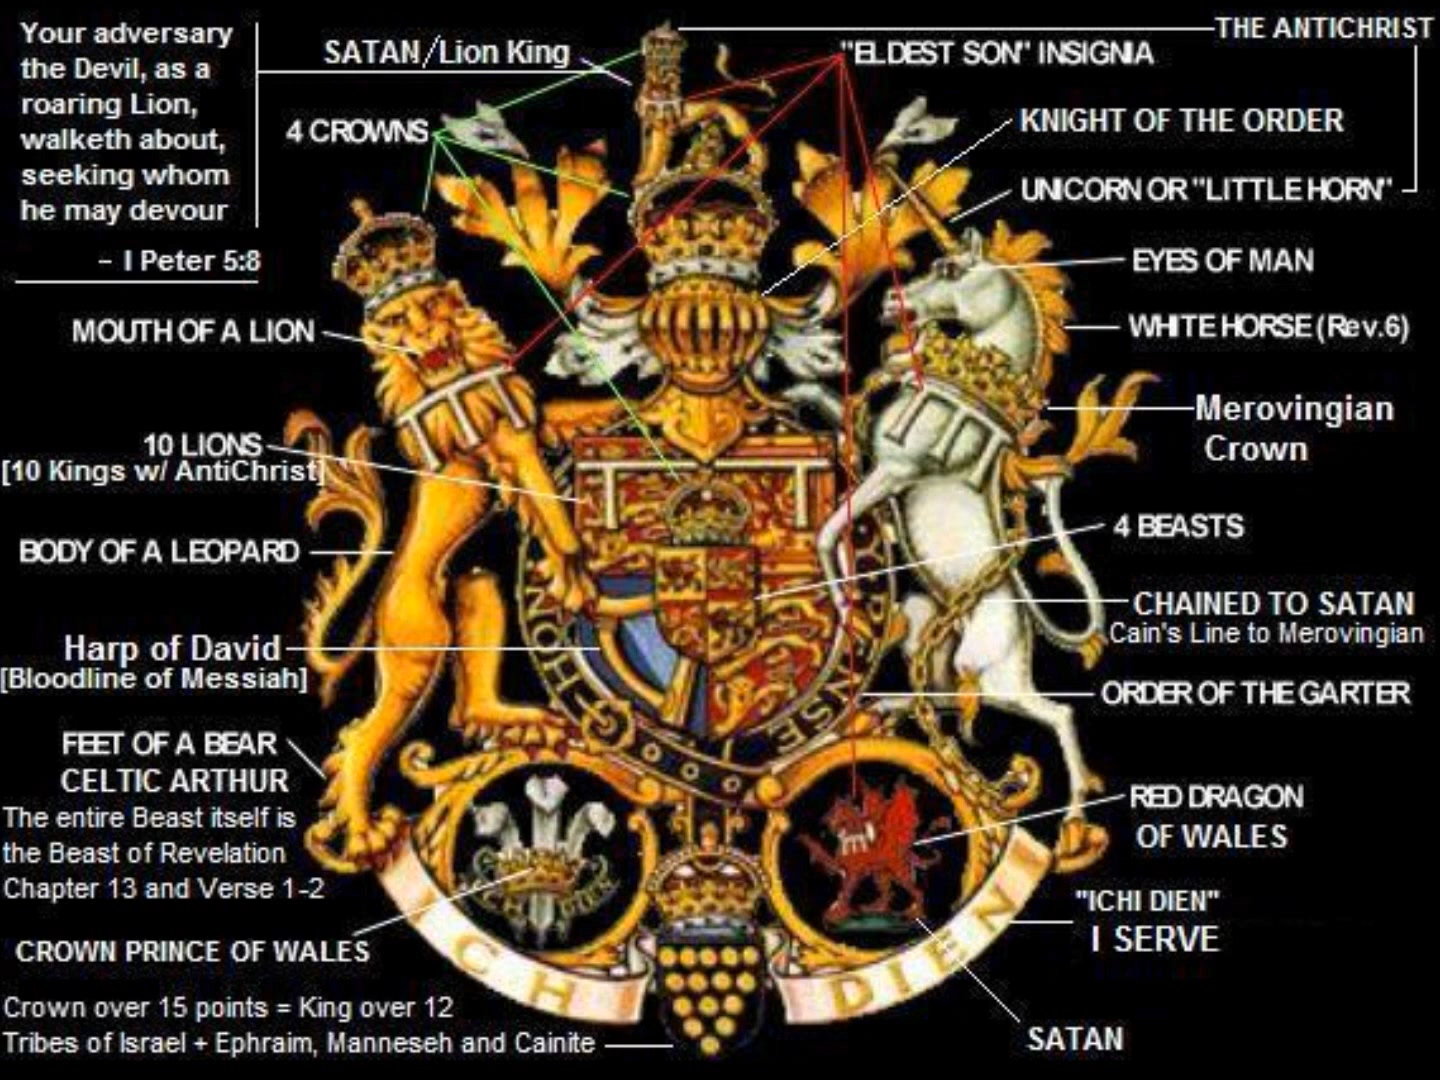 Your adversary
the Devil, as a
roaring Lion,
walketh about,
seeking whom
he may devour
- I Peter 5:8
SATAN/Lion King
4 CROWNS
MOUTH OF A LION
10 LIONS
[10 Kings w/ AntiChrist]
BODY OF A LEOPARD
Harp of David
[Bloodline of Messiah]
FEET OF A BEAR
CELTIC ARTHUR
The entire Beast itself is
the Beast of Revelation
Chapter 13 and Verse 1-2
CROWN PRINCE OF WALES
Crown over 15 points = King over 12
Tribes of Israel + Ephraim, Manneseh and Cainite
THE ANTICHRIST
"ELDEST SON" INSIGNIA
KNIGHT OF THE ORDER
UNICORN OR "LITTLE HORN"
EYES OF MAN
WHITE HORSE (Rev.6)
Merovingian
Crown
4 BEASTS
CHAINED TO SATAN
Cain's Line to Merovingian
ORDER OF THE GARTER
RED DRAGON
OF WALES
"ICHI DIEN"
I SERVE
SATAN
HON
NSE
ICH DIEN